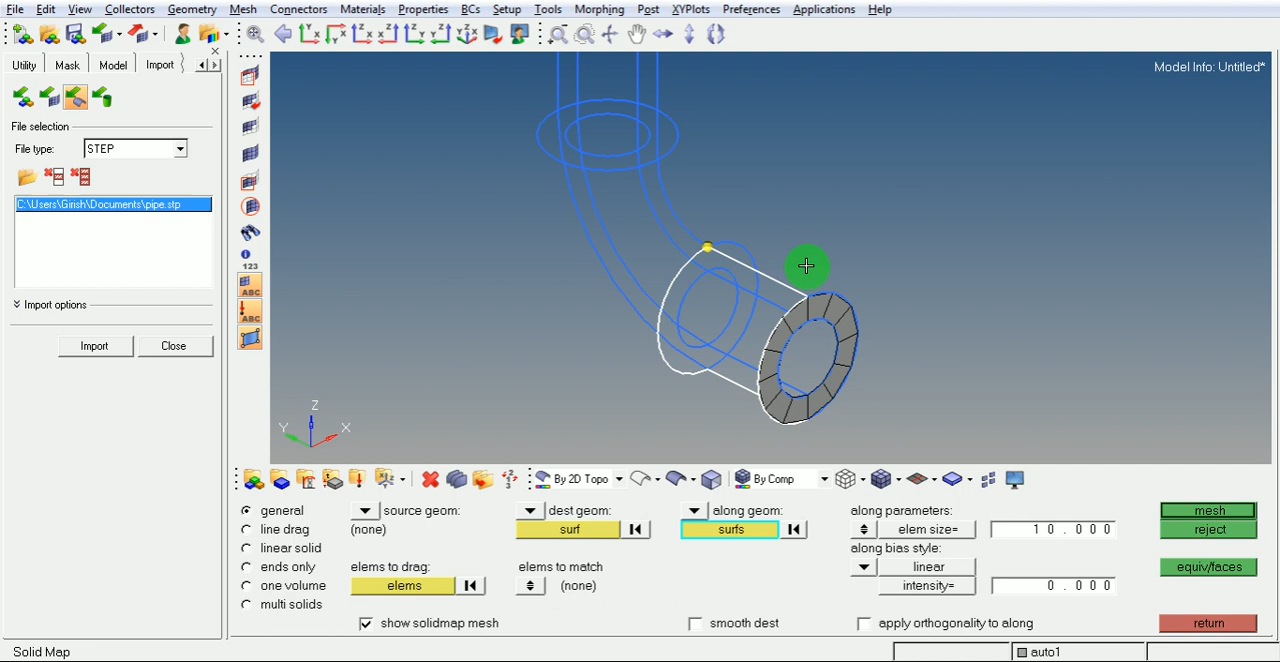 File Edit View Collectors Geometry Mesh Connectors Materials Properties BCs Setup Tools Morphing Post XYPlots Preferences Applications Help
Utility Mask Model Import
File selection
File type: STEP
C:\Users\Girish\Documents\pipe.stp
Import options
Import Close
123
ABC
ABC
Model Info: Untitled*
Z
Y
X
By 2D Topo
By Comp
general
line drag
linear solid
ends only
one volume
multi solids
source geom:
(none)
elems to drag:
elems
show solidmap mesh
dest geom:
surf
elems to match
(none)
smooth dest
along geom:
surfs
along parameters:
elem size= 10.000
along bias style:
linear
intensity= 0.000
apply orthogonality to along
mesh
reject
equiv/faces
return
Solid Map
auto1